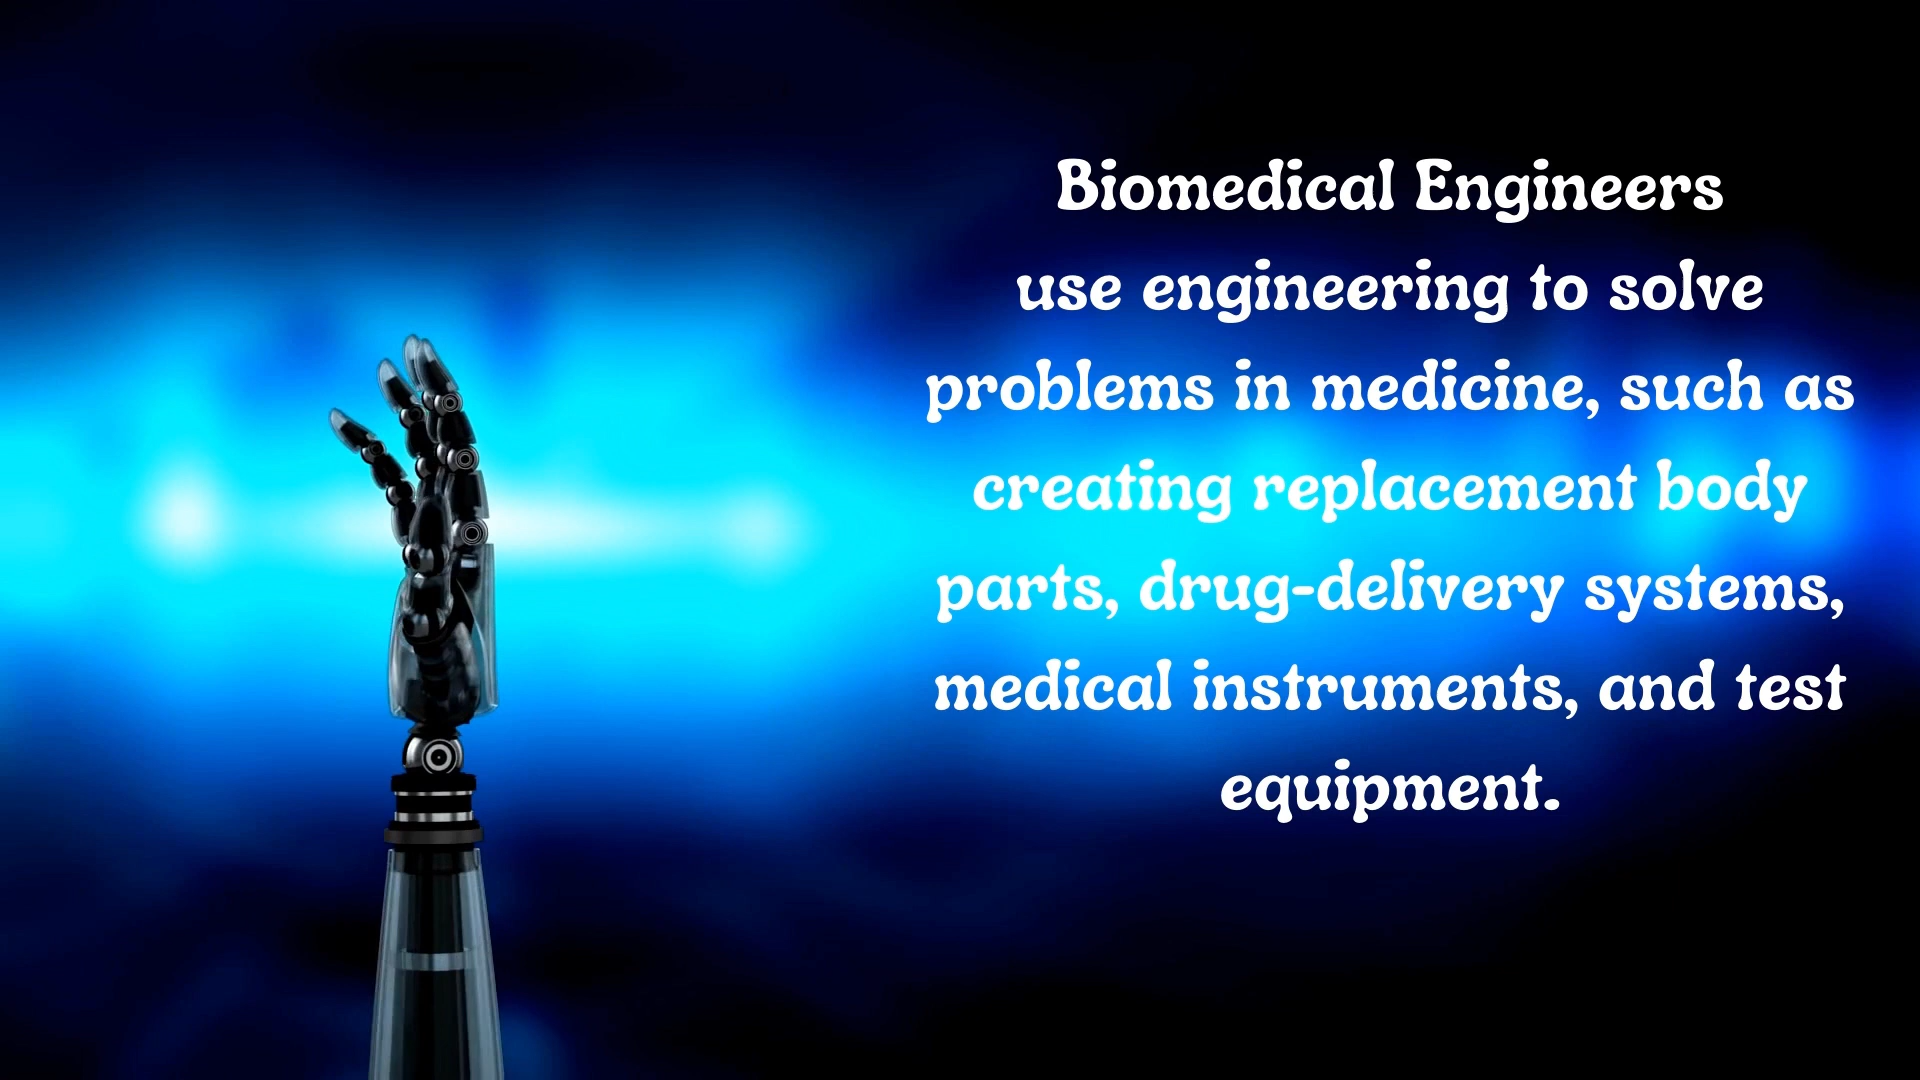 Biomedical Engineers
use engineering to solve
problems in medicine, such as
creating replacement body
parts, drug-delivery systems,
medical instruments, and test
equipment.